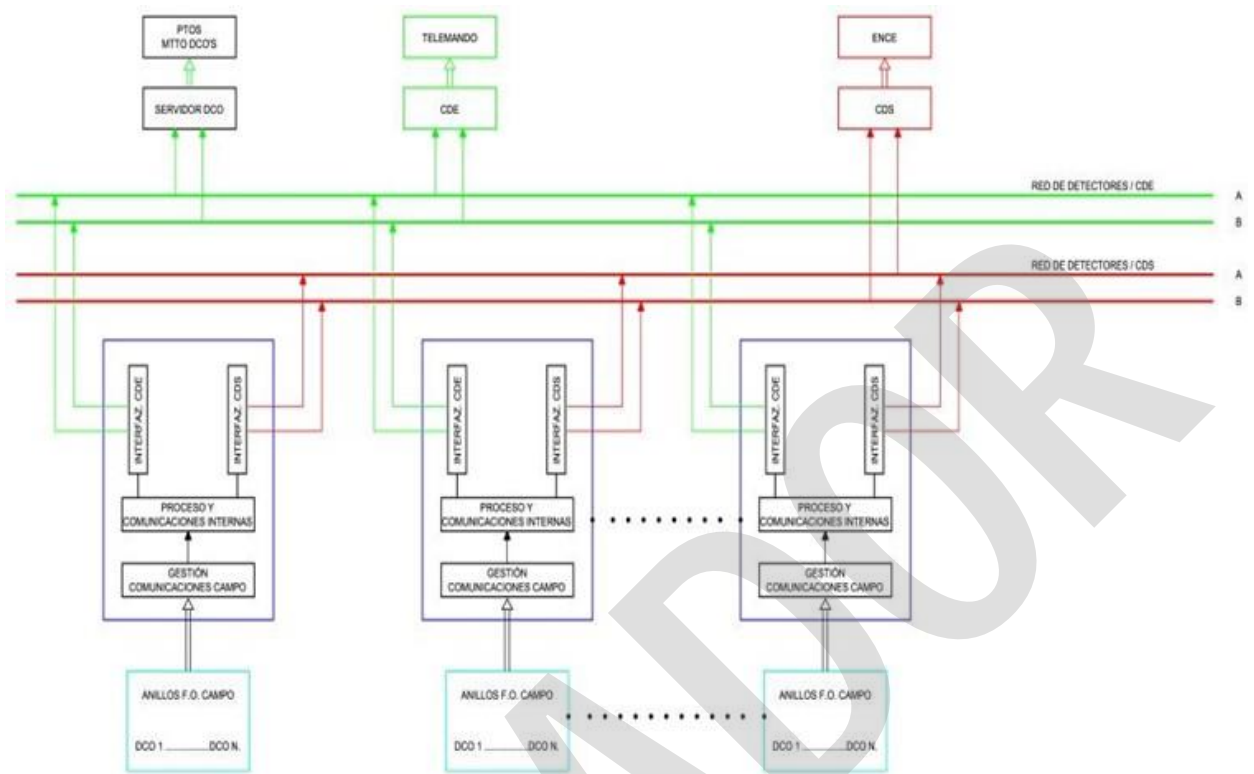 PTOS
MTTO DCO'S
TELEMANDO
ENCE
SERVIDOR DCO
CDE
CDS
RED DE DETECTORES / CDE
A
B
RED DE DETECTORES / CDS
A
B
INTERFAZ. CDE
INTERFAZ. CDS
INTERFAZ. CDE
INTERFAZ. CDS
INTERFAZ. CDE
INTERFAZ. CDS
PROCESO Y
COMUNICACIONES INTERNAS
PROCESO Y
COMUNICACIONES INTERNAS
PROCESO Y
COMUNICACIONES INTERNAS
GESTIÓN
COMUNICACIONES CAMPO
GESTIÓN
COMUNICACIONES CAMPO
GESTIÓN
COMUNICACIONES CAMPO
ANILLOS F.O. CAMPO
DCO 1 ..............DCO N.
ANILLOS F.O. CAMPO
DCO 1 ..............DCO N.
ANILLOS F.O. CAMPO
DCO 1 ..............DCO N.
ADOR